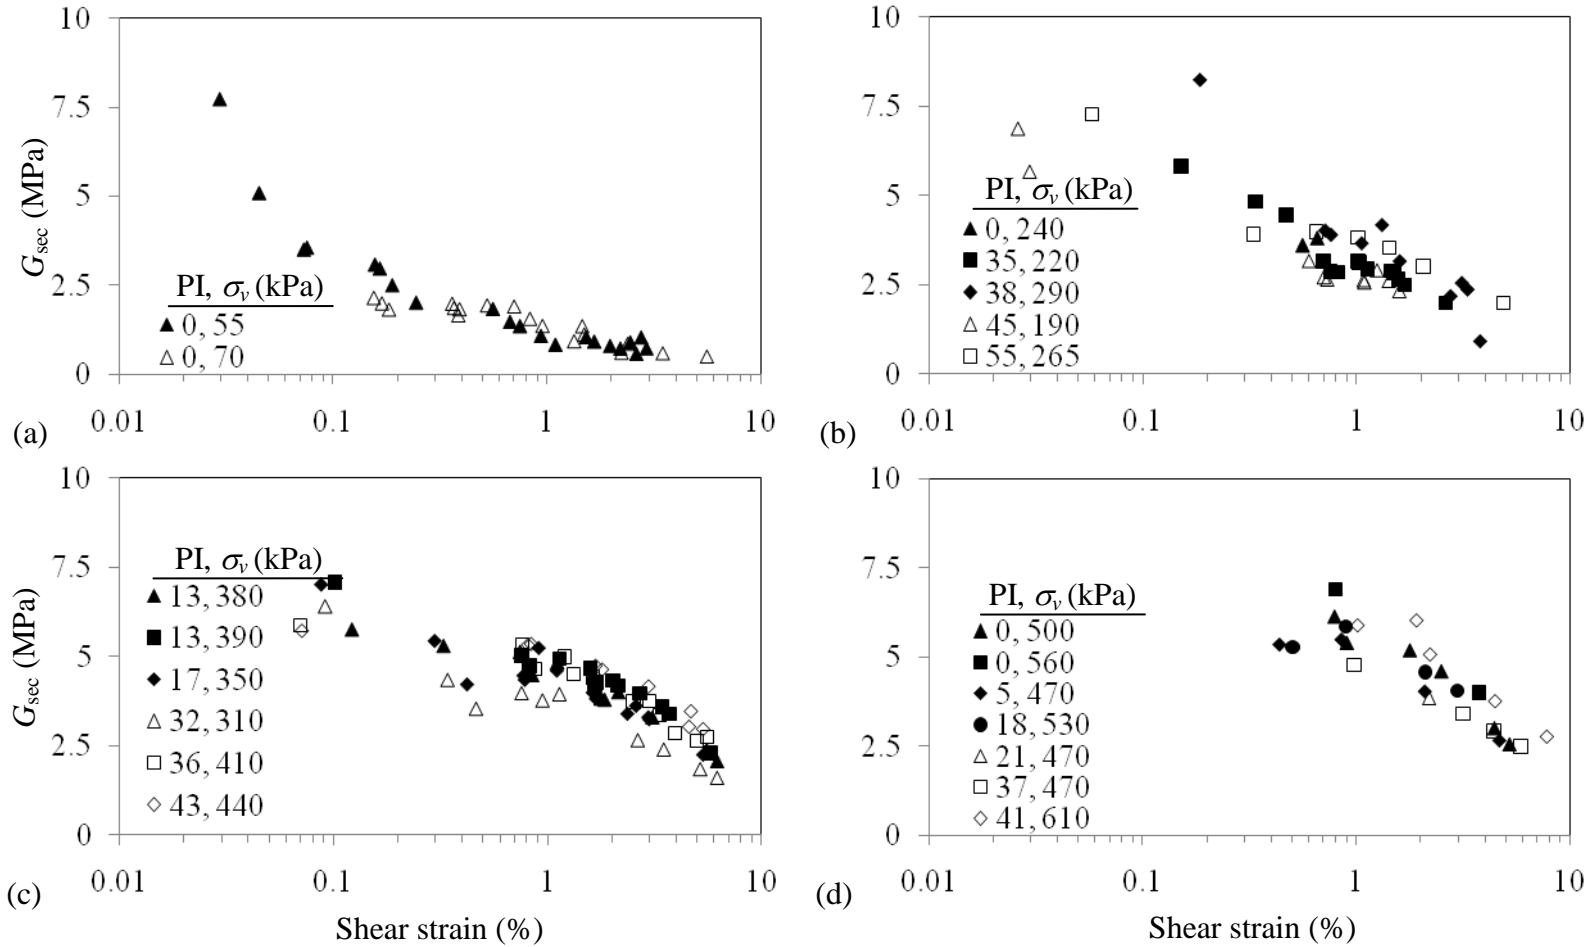 10
7.5
5
2.5
0
G_sec (MPa)
PI, σ_v (kPa)
0, 55
0, 70
0.01 0.1 1 10
(a)
10
7.5
5
2.5
0
PI, σ_v (kPa)
0, 240
35, 220
38, 290
45, 190
55, 265
0.01 0.1 1 10
(b)
10
7.5
5
2.5
0
G_sec (MPa)
PI, σ_v (kPa)
13, 380
13, 390
17, 350
32, 310
36, 410
43, 440
0.01 0.1 1 10
(c)
Shear strain (%)
10
7.5
5
2.5
0
PI, σ_v (kPa)
0, 500
0, 560
5, 470
18, 530
21, 470
37, 470
41, 610
0.01 0.1 1 10
(d)
Shear strain (%)